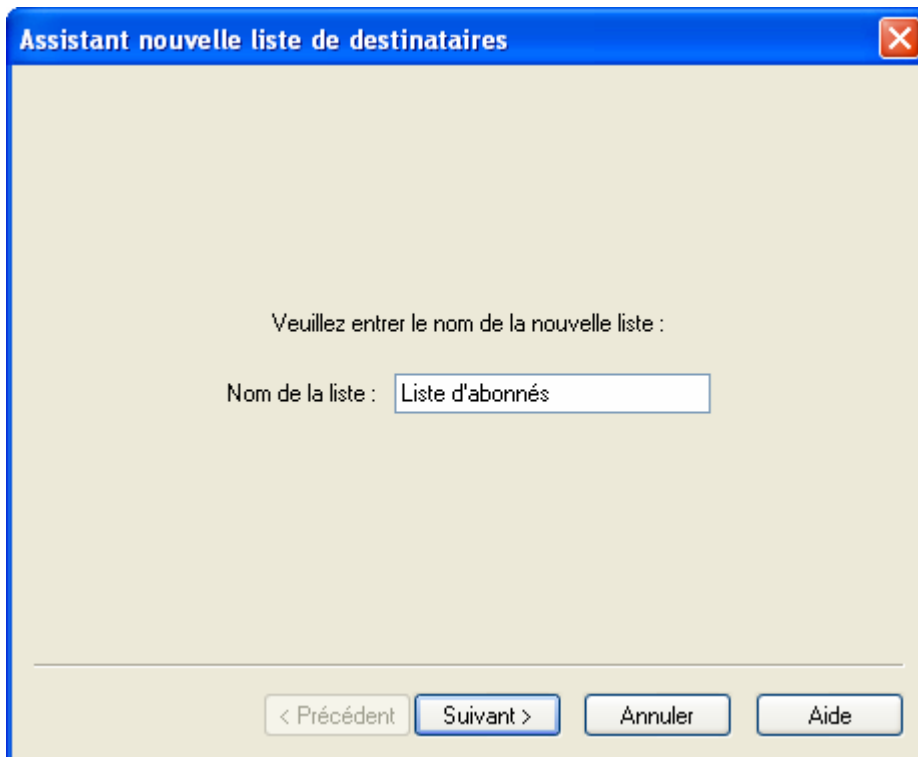 Assistant nouvelle liste de destinataires
Veuillez entrer le nom de la nouvelle liste :
Nom de la liste : Liste d'abonnés
< Précédent Suivant > Annuler Aide